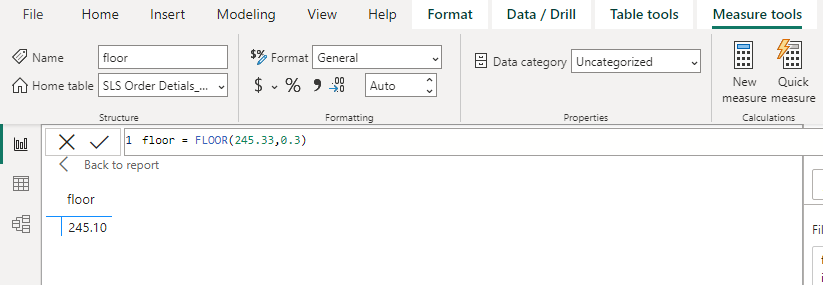 File Home Insert Modeling View Help Format Data / Drill Table tools Measure tools
Name floor
Home table SLS Order Detials_...
Structure
$% Format General
$ % , .00 →.0 Auto
Formatting
Data category Uncategorized
Properties
New measure
Quick measure
Calculations
1 floor = FLOOR(245.33,0.3)
Back to report
floor
245.10
Fil